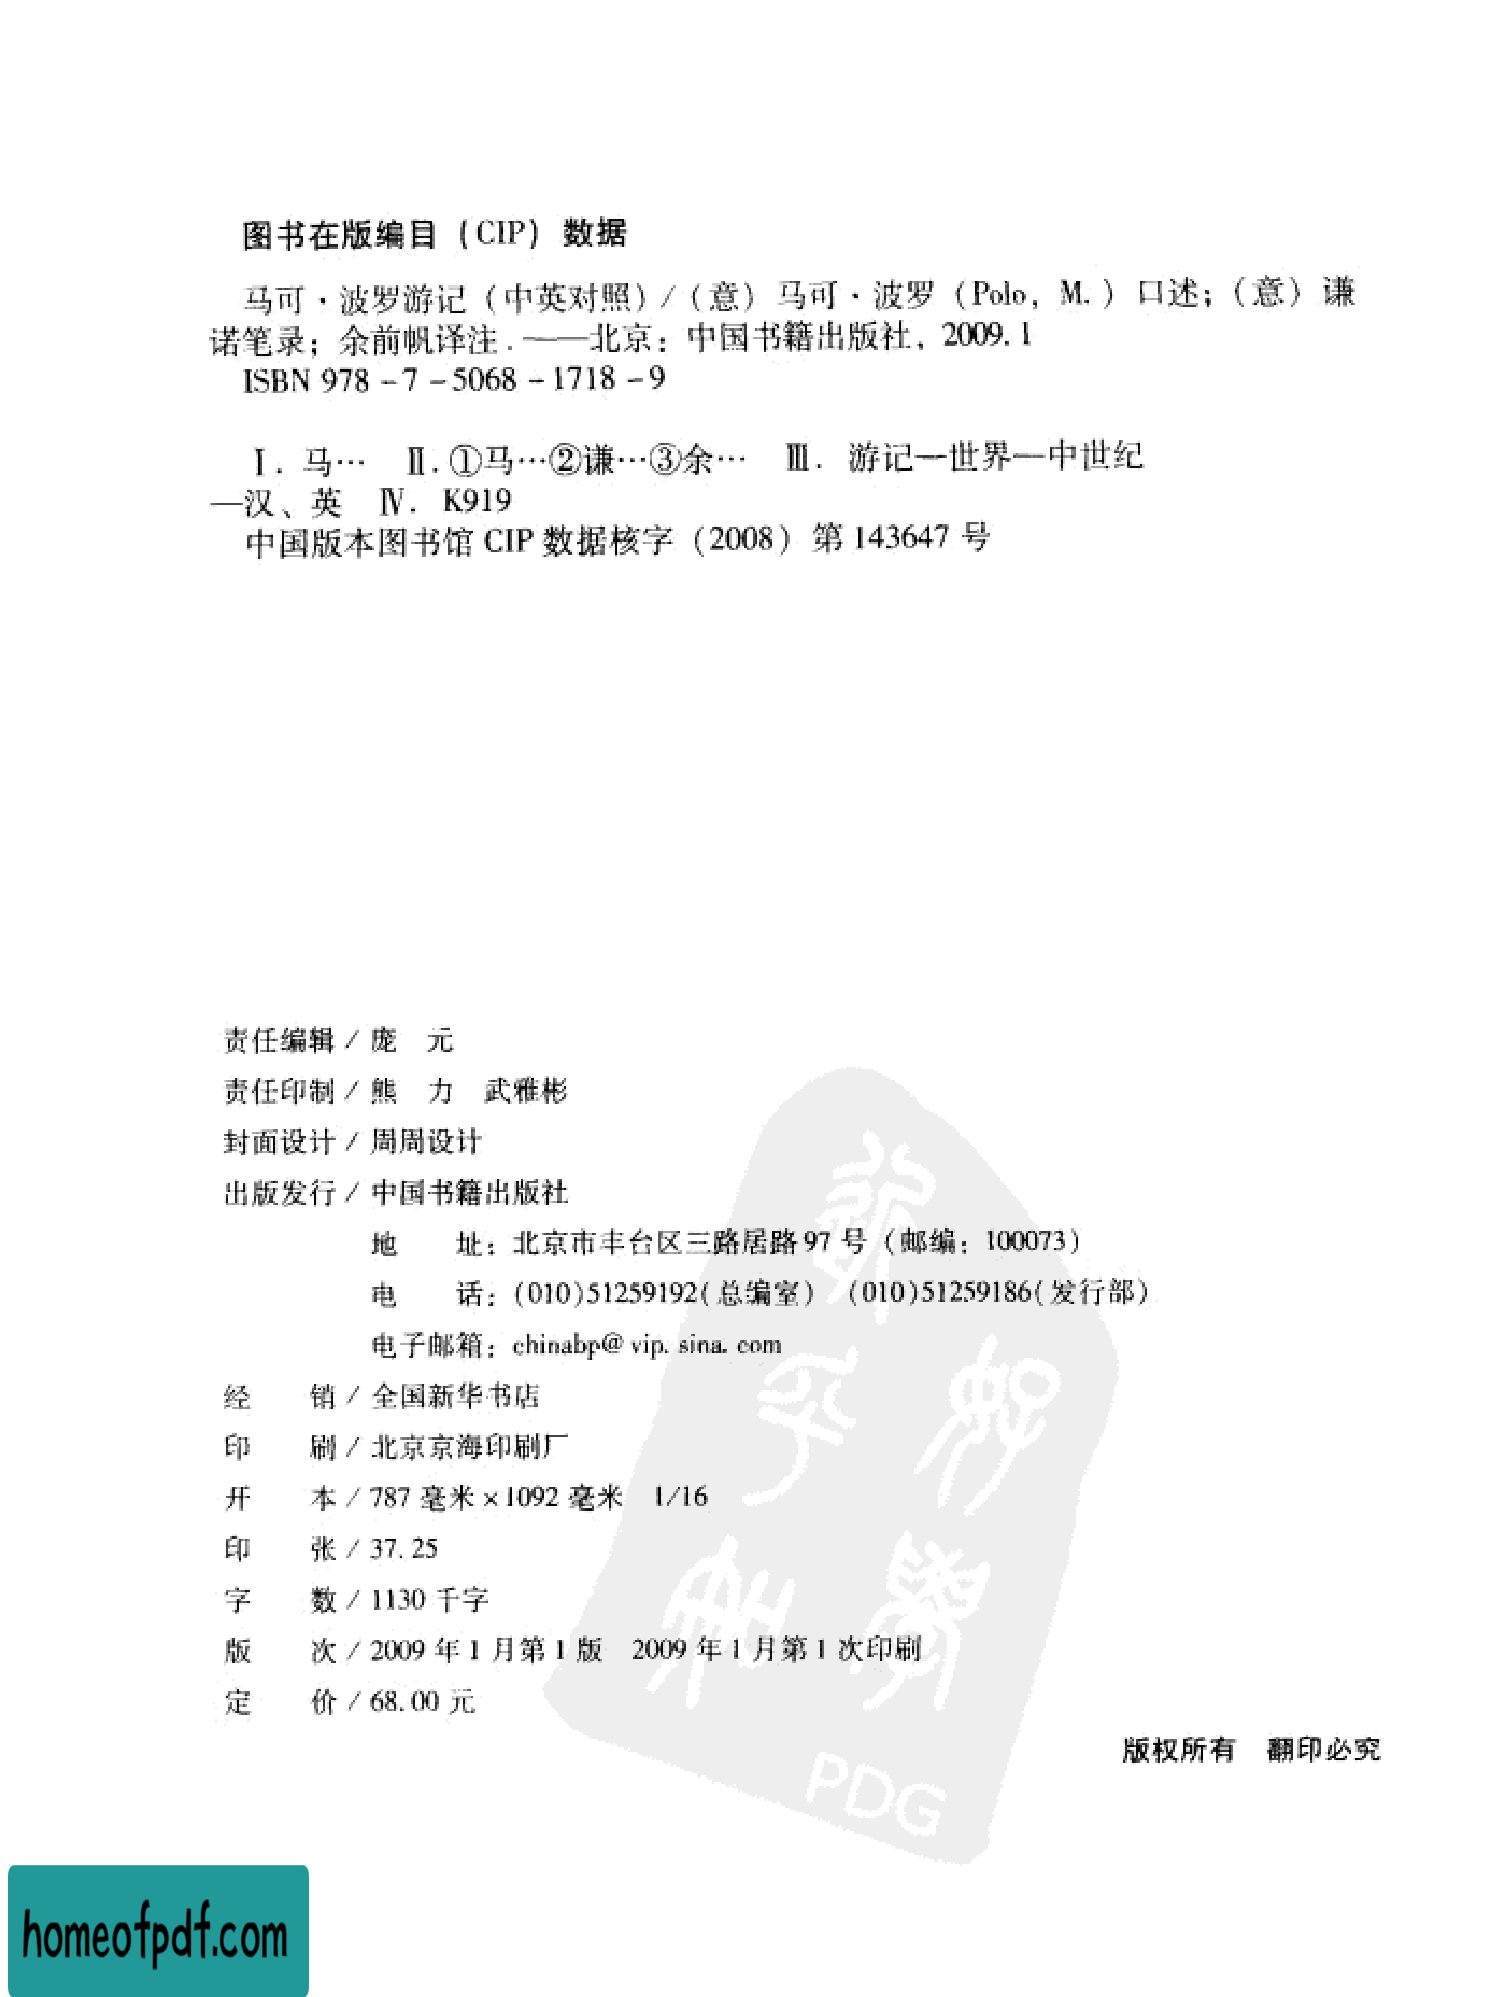 图书在版编目（CIP）数据
马可·波罗游记（中英对照）/（意）马可·波罗（Polo, M.）口述；（意）谦
诺笔录；余前帆译注.——北京：中国书籍出版社，2009.1
ISBN 978-7-5068-1718-9
Ⅰ. 马… Ⅱ.①马…②谦…③余… Ⅲ. 游记—世界—中世纪
—汉、英 Ⅳ. K919
中国版本图书馆 CIP 数据核字（2008）第 143647 号
责任编辑 / 庞 元
责任印制 / 熊 力 武雅彬
封面设计 / 周周设计
出版发行 / 中国书籍出版社
地 址：北京市丰台区三路居路 97 号（邮编：100073）
电 话：(010)51259192(总编室) (010)51259186(发行部)
电子邮箱：chinabp@vip.sina.com
经 销 / 全国新华书店
印 刷 / 北京京海印刷厂
开 本 / 787 毫米×1092 毫米 1/16
印 张 / 37.25
字 数 / 1130 千字
版 次 / 2009 年 1 月第 1 版 2009 年 1 月第 1 次印刷
定 价 / 68.00 元
版权所有 翻印必究
PDG
homeofpdf.com